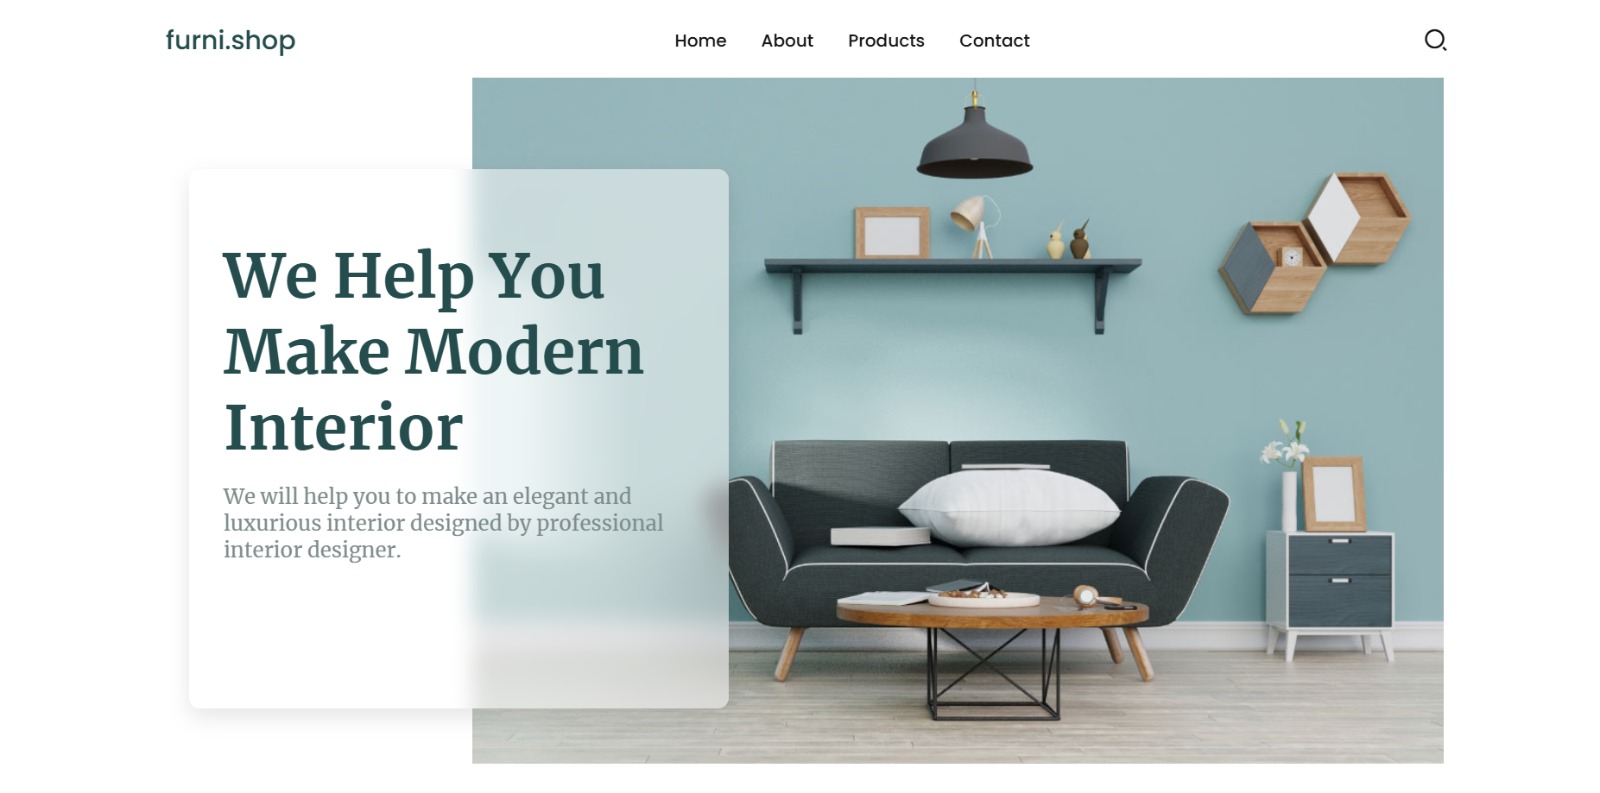 furni.shop
Home About Products Contact
We Help You
Make Modern
Interior
We will help you to make an elegant and
luxurious interior designed by professional
interior designer.